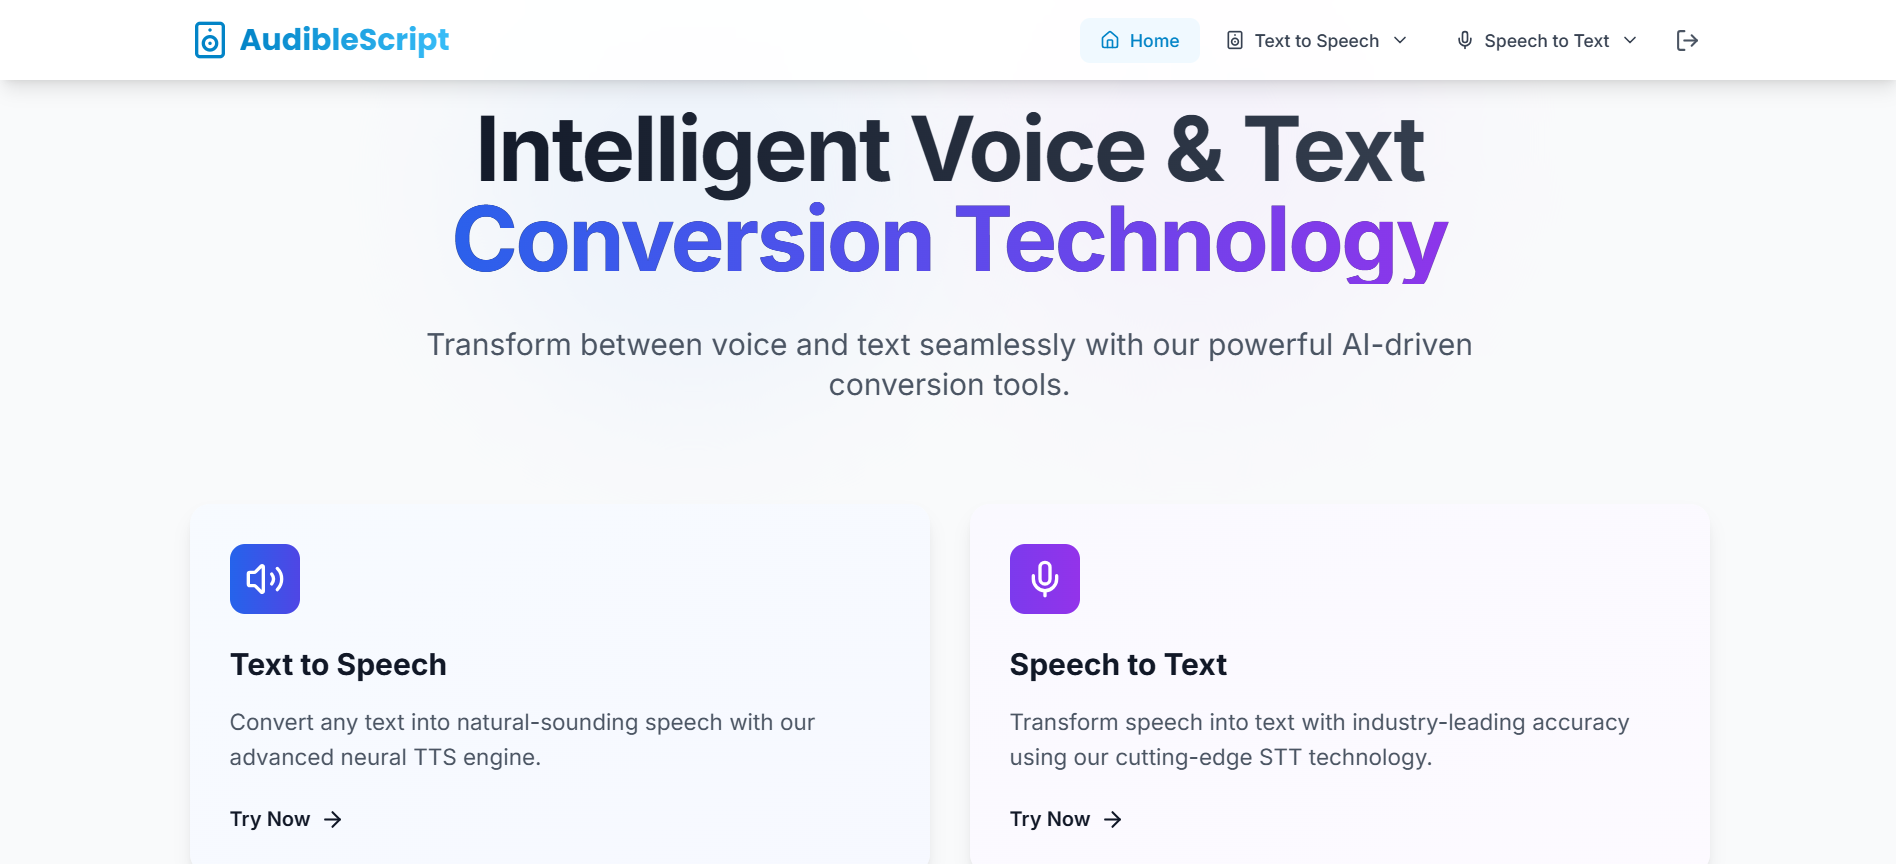 AudibleScript
Home
Text to Speech
Speech to Text
Intelligent Voice & Text
Conversion Technology
Transform between voice and text seamlessly with our powerful AI-driven
conversion tools.
Text to Speech
Convert any text into natural-sounding speech with our
advanced neural TTS engine.
Try Now
Speech to Text
Transform speech into text with industry-leading accuracy
using our cutting-edge STT technology.
Try Now